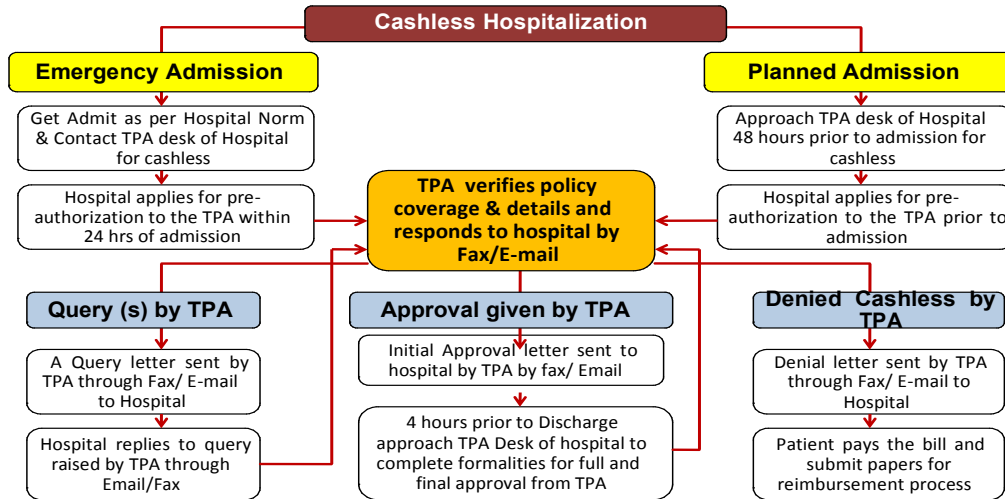 Cashless Hospitalization
Emergency Admission
Planned Admission
Get Admit as per Hospital Norm
& Contact TPA desk of Hospital
for cashless
Approach TPA desk of Hospital
48 hours prior to admission for
cashless
Hospital applies for pre-
authorization to the TPA within
24 hrs of admission
TPA verifies policy
coverage & details and
responds to hospital by
Fax/E-mail
Hospital applies for pre-
authorization to the TPA prior to
admission
Query (s) by TPA
Approval given by TPA
Denied Cashless by
TPA
A Query letter sent by
TPA through Fax/ E-mail
to Hospital
Initial Approval letter sent to
hospital by TPA by fax/ Email
Denial letter sent by TPA
through Fax/ E-mail to
Hospital
Hospital replies to query
raised by TPA through
Email/Fax
4 hours prior to Discharge
approach TPA Desk of hospital to
complete formalities for full and
final approval from TPA
Patient pays the bill and
submit papers for
reimbursement process